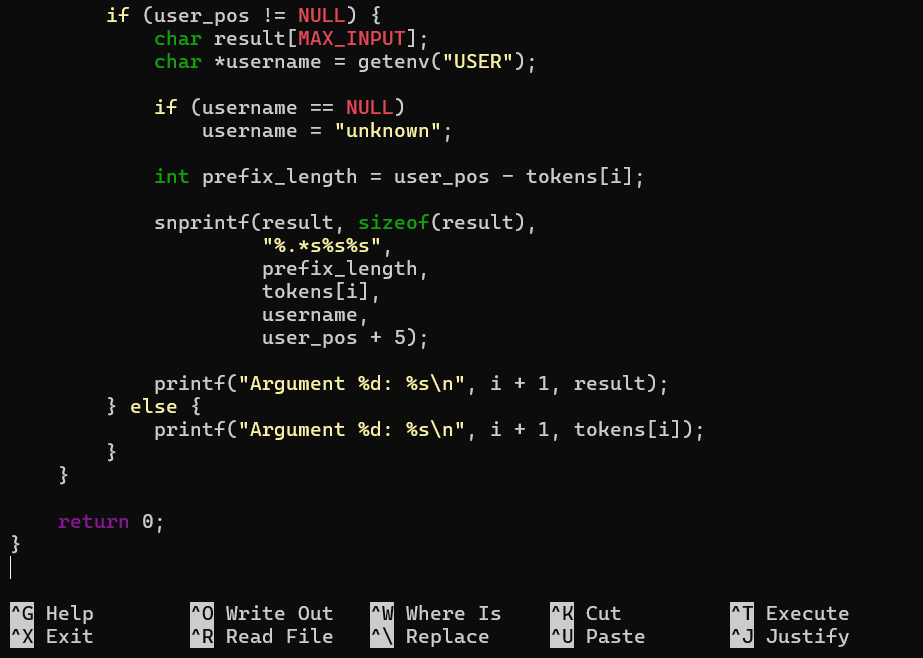 if (user_pos != NULL) {
char result[MAX_INPUT];
char *username = getenv("USER");
if (username == NULL)
username = "unknown";
int prefix_length = user_pos - tokens[i];
snprintf(result, sizeof(result),
"%.*s%s%s",
prefix_length,
tokens[i],
username,
user_pos + 5);
printf("Argument %d: %s\n", i + 1, result);
} else {
printf("Argument %d: %s\n", i + 1, tokens[i]);
}
}
return 0;
}
^G Help ^O Write Out ^W Where Is ^K Cut ^T Execute
^X Exit ^R Read File ^\ Replace ^U Paste ^J Justify